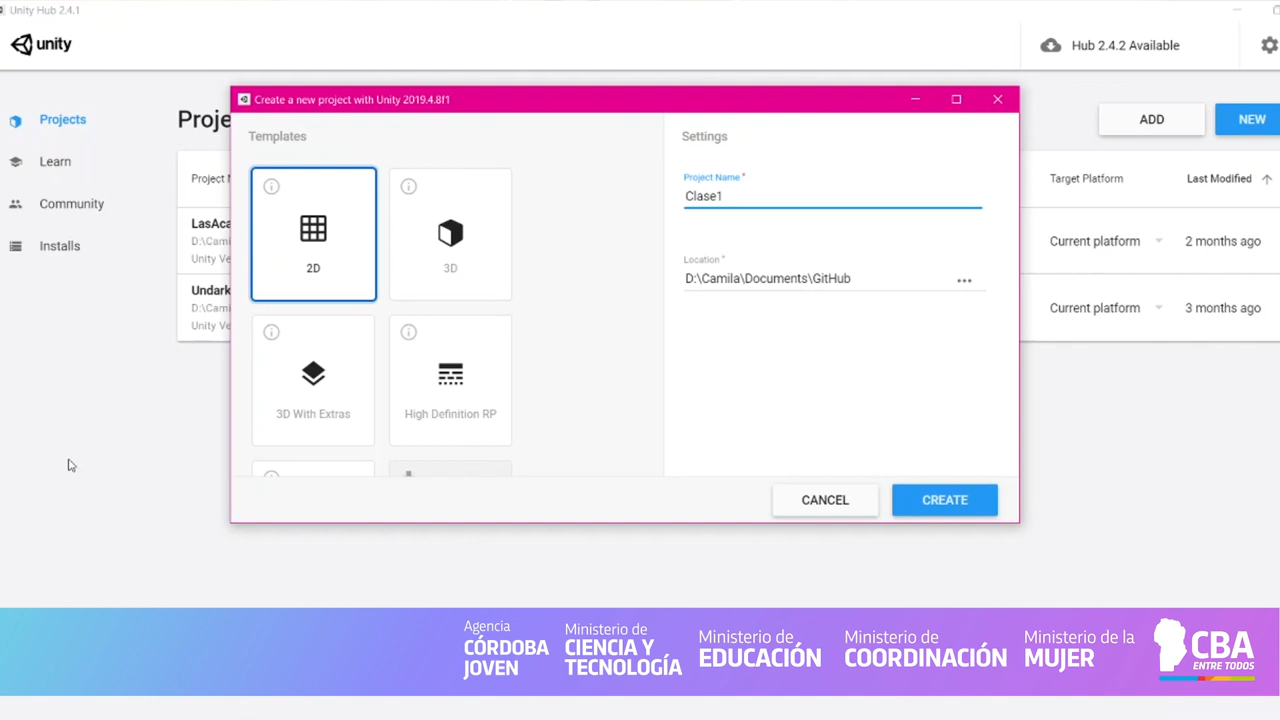 Unity Hub 2.4.1
unity
Hub 2.4.2 Available
Projects
Learn
Community
Installs
Proje
ADD
NEW
Project N
Target Platform
Last Modified
LasAca
D:\Cami
Unity Ve
Current platform
2 months ago
Undark
D:\Cami
Unity Ve
Current platform
3 months ago
Create a new project with Unity 2019.4.8f1
Templates
2D
3D
3D With Extras
High Definition RP
Settings
Project Name *
Clase1
Location *
D:\Camila\Documents\GitHub
CANCEL
CREATE
Agencia
CÓRDOBA
JOVEN
Ministerio de
CIENCIA Y
TECNOLOGÍA
Ministerio de
EDUCACIÓN
Ministerio de
COORDINACIÓN
Ministerio de la
MUJER
CBA
ENTRE TODOS